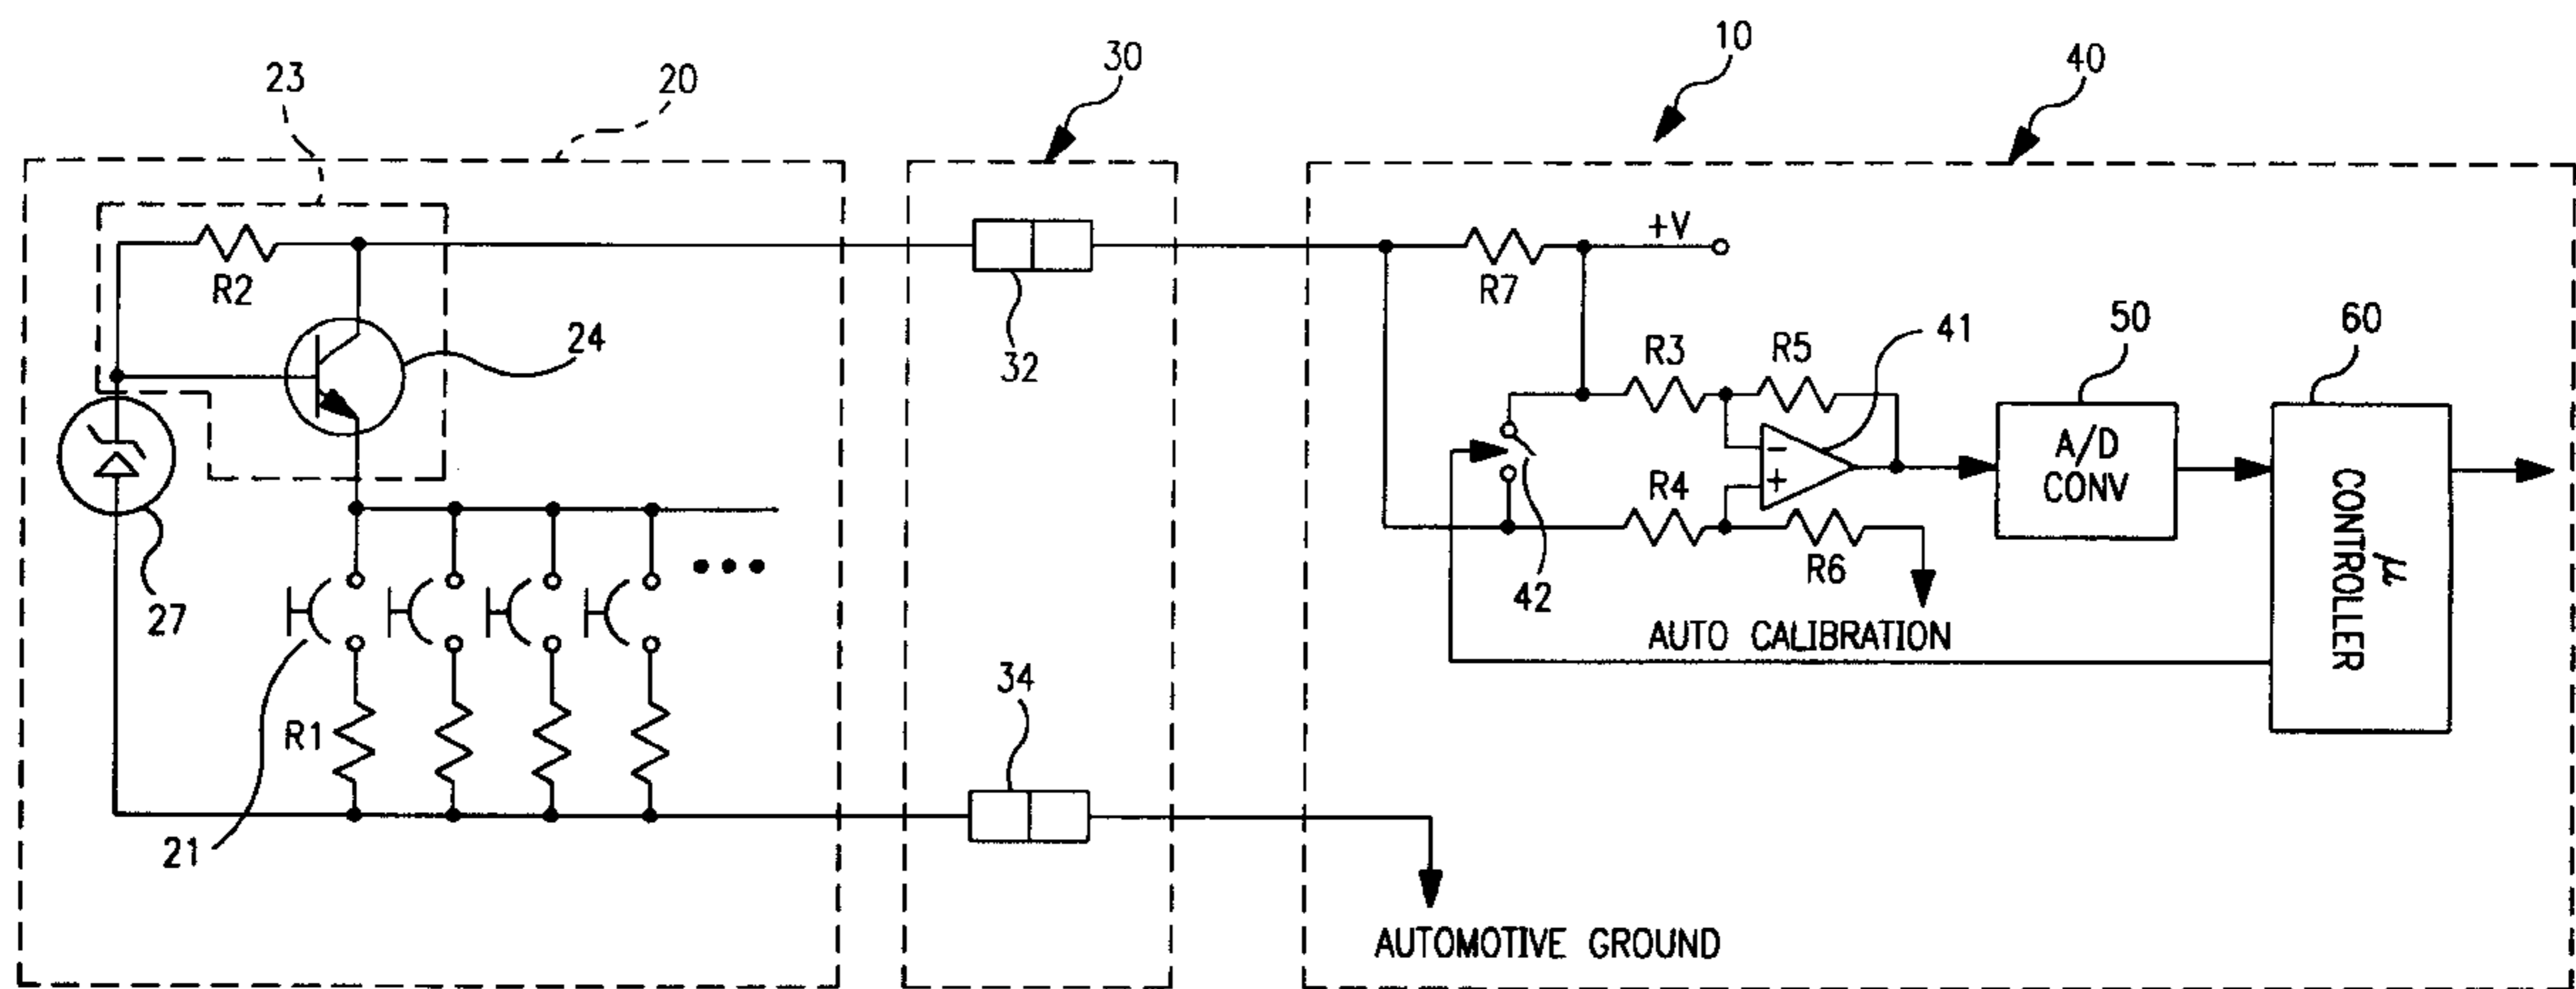 10
30
40
23
20
+V
R2
R7
24
32
R3
R5
41
50
60
A/D
CONV
μ
CONTROLLER
R4
R6
42
27
AUTO CALIBRATION
34
R1
21
AUTOMOTIVE GROUND